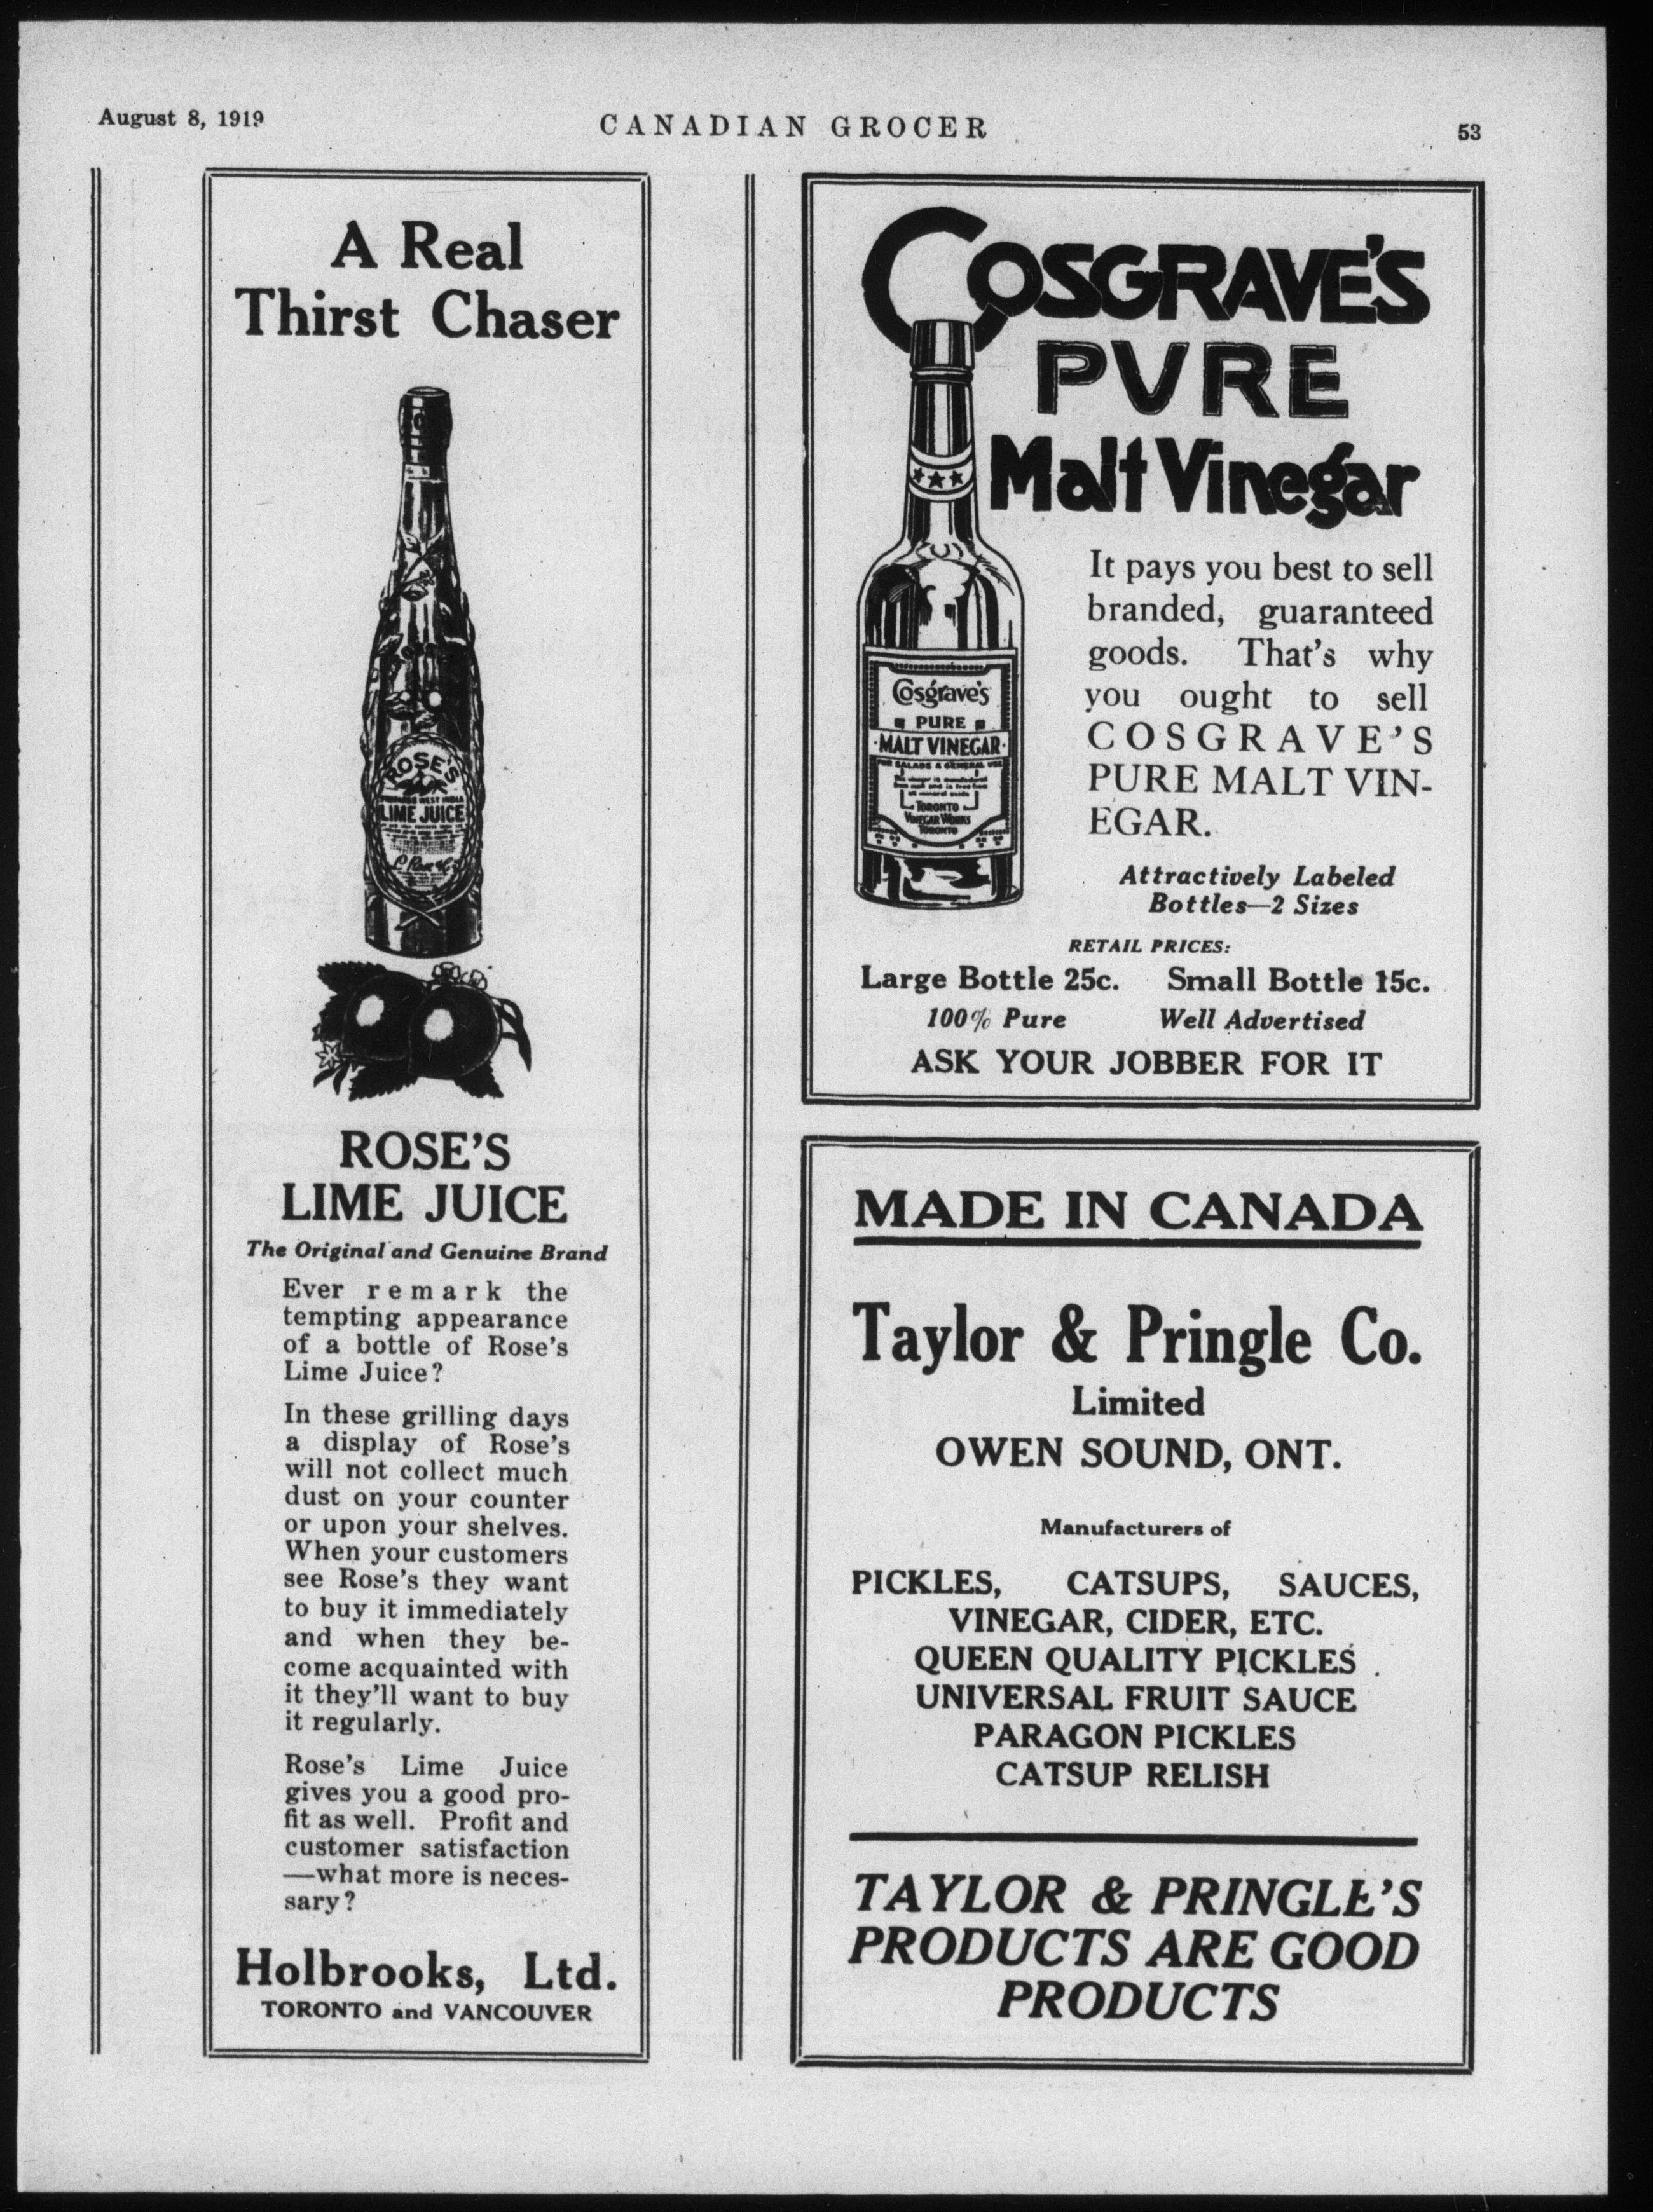 August 8, 1919
CANADIAN GROCER
53
A Real
Thirst Chaser
ROSE'S
WEST INDIA
LIME JUICE
ROSE'S
LIME JUICE
The Original and Genuine Brand
Ever remark the
tempting appearance
of a bottle of Rose's
Lime Juice?
In these grilling days
a display of Rose's
will not collect much
dust on your counter
or upon your shelves.
When your customers
see Rose's they want
to buy it immediately
and when they be-
come acquainted with
it they'll want to buy
it regularly.
Rose's Lime Juice
gives you a good pro-
fit as well. Profit and
customer satisfaction
—what more is neces-
sary?
Holbrooks, Ltd.
TORONTO and VANCOUVER
COSGRAVE'S
PVRE
Malt Vinegar
Cosgrave's
PURE
MALT VINEGAR
FOR SALADS & GENERAL USE
TORONTO
VINEGAR WORKS
TORONTO
It pays you best to sell
branded, guaranteed
goods. That's why
you ought to sell
COSGRAVE'S
PURE MALT VIN-
EGAR.
Attractively Labeled
Bottles—2 Sizes
RETAIL PRICES:
Large Bottle 25c. Small Bottle 15c.
100% Pure Well Advertised
ASK YOUR JOBBER FOR IT
MADE IN CANADA
Taylor & Pringle Co.
Limited
OWEN SOUND, ONT.
Manufacturers of
PICKLES, CATSUPS, SAUCES,
VINEGAR, CIDER, ETC.
QUEEN QUALITY PICKLES
UNIVERSAL FRUIT SAUCE
PARAGON PICKLES
CATSUP RELISH
TAYLOR & PRINGLE'S
PRODUCTS ARE GOOD
PRODUCTS